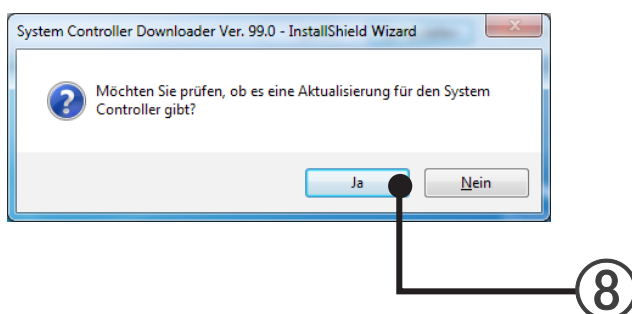 System Controller Downloader Ver. 99.0 - InstallShield Wizard
Möchten Sie prüfen, ob es eine Aktualisierung für den System
Controller gibt?
Ja
Nein
8